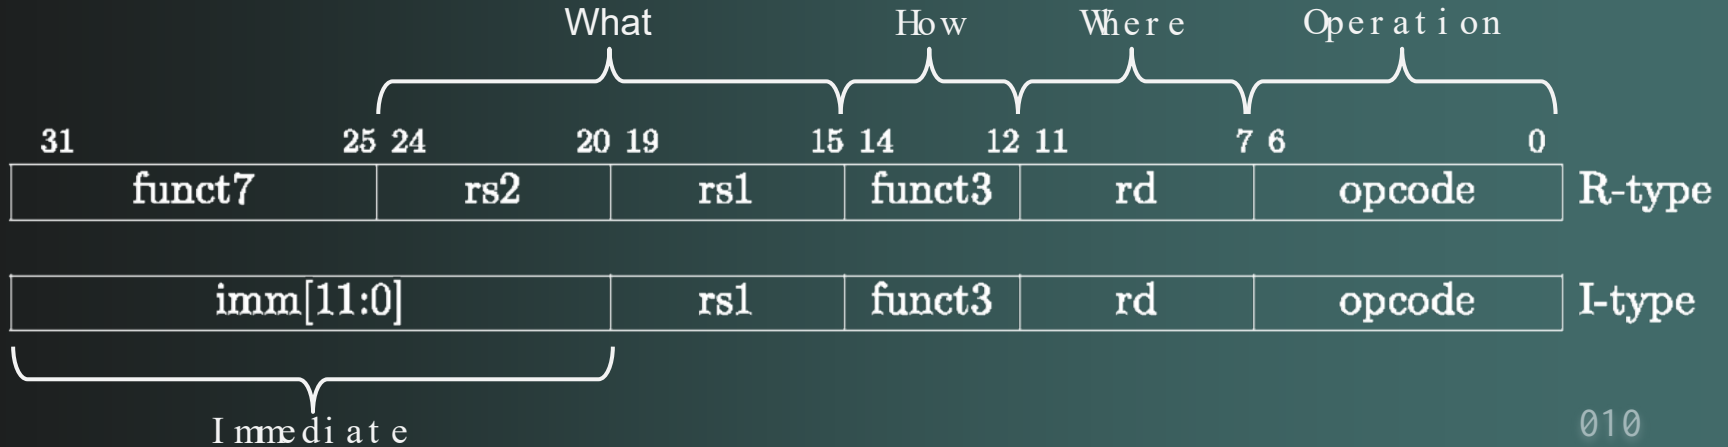 What How Where Operation
31 25 24 20 19 15 14 12 11 7 6 0
funct7 rs2 rs1 funct3 rd opcode R-type
imm[11:0] rs1 funct3 rd opcode I-type
Immediate
010